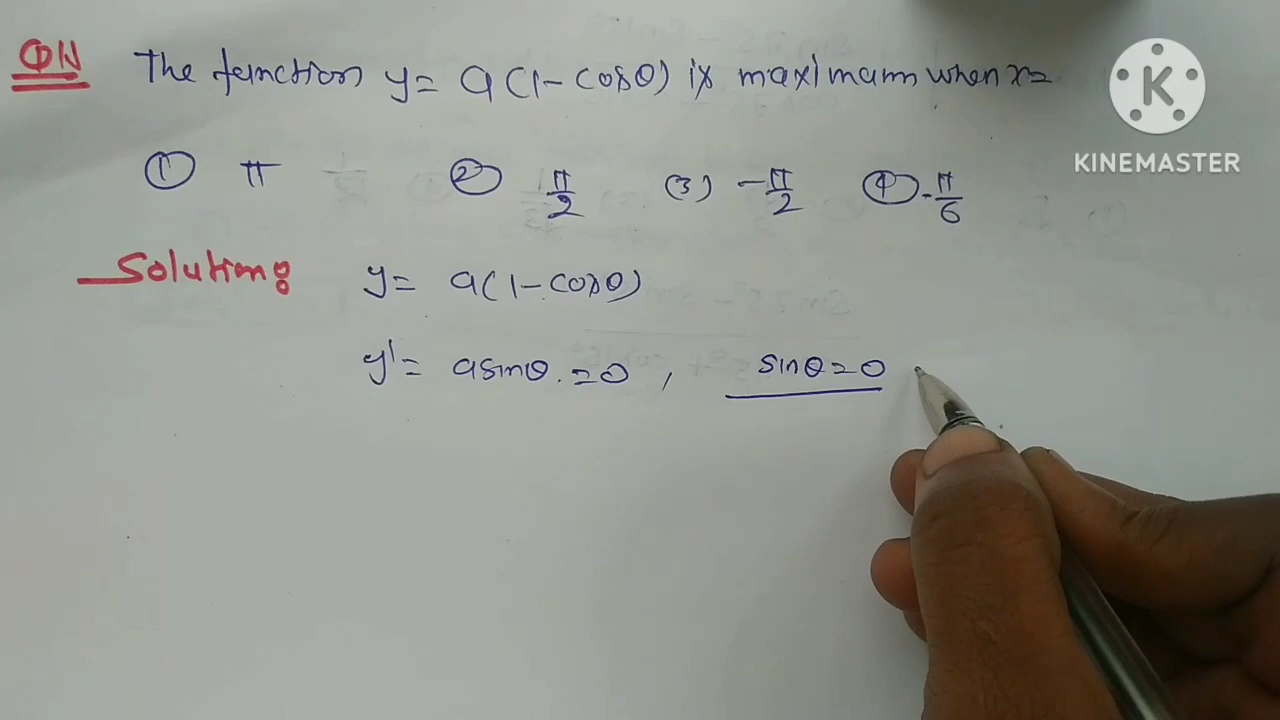 QN The function y = a(1-cosθ) is maximum when x=
① π ② π/2 (3) -π/2 ④ -π/6
Solution: y = a(1-cosθ)
y' = asinθ. = 0 , sinθ = 0
K
KINEMASTER